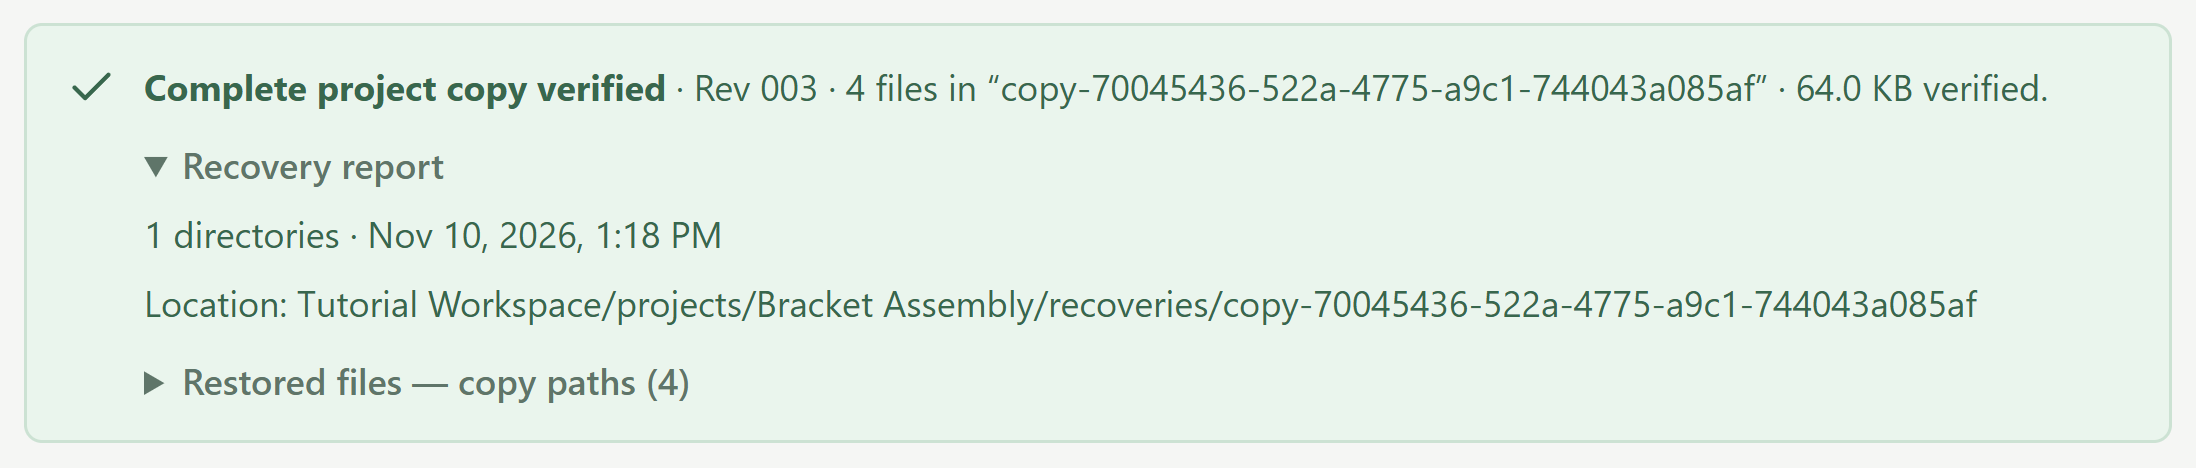 Complete project copy verified · Rev 003 · 4 files in “copy-70045436-522a-4775-a9c1-744043a085af” · 64.0 KB verified.
Recovery report
1 directories · Nov 10, 2026, 1:18 PM
Location: Tutorial Workspace/projects/Bracket Assembly/recoveries/copy-70045436-522a-4775-a9c1-744043a085af
Restored files — copy paths (4)